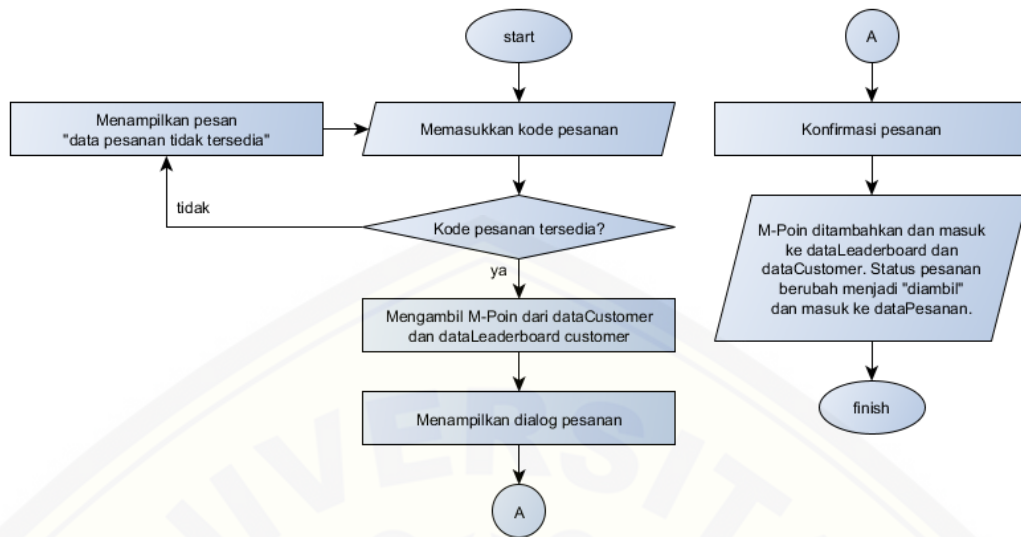 start
Memasukkan kode pesanan
Menampilkan pesan
"data pesanan tidak tersedia"
tidak
Kode pesanan tersedia?
ya
Mengambil M-Poin dari dataCustomer
dan dataLeaderboard customer
Menampilkan dialog pesanan
A
A
Konfirmasi pesanan
M-Poin ditambahkan dan masuk
ke dataLeaderboard dan
dataCustomer. Status pesanan
berubah menjadi "diambil"
dan masuk ke dataPesanan.
finish